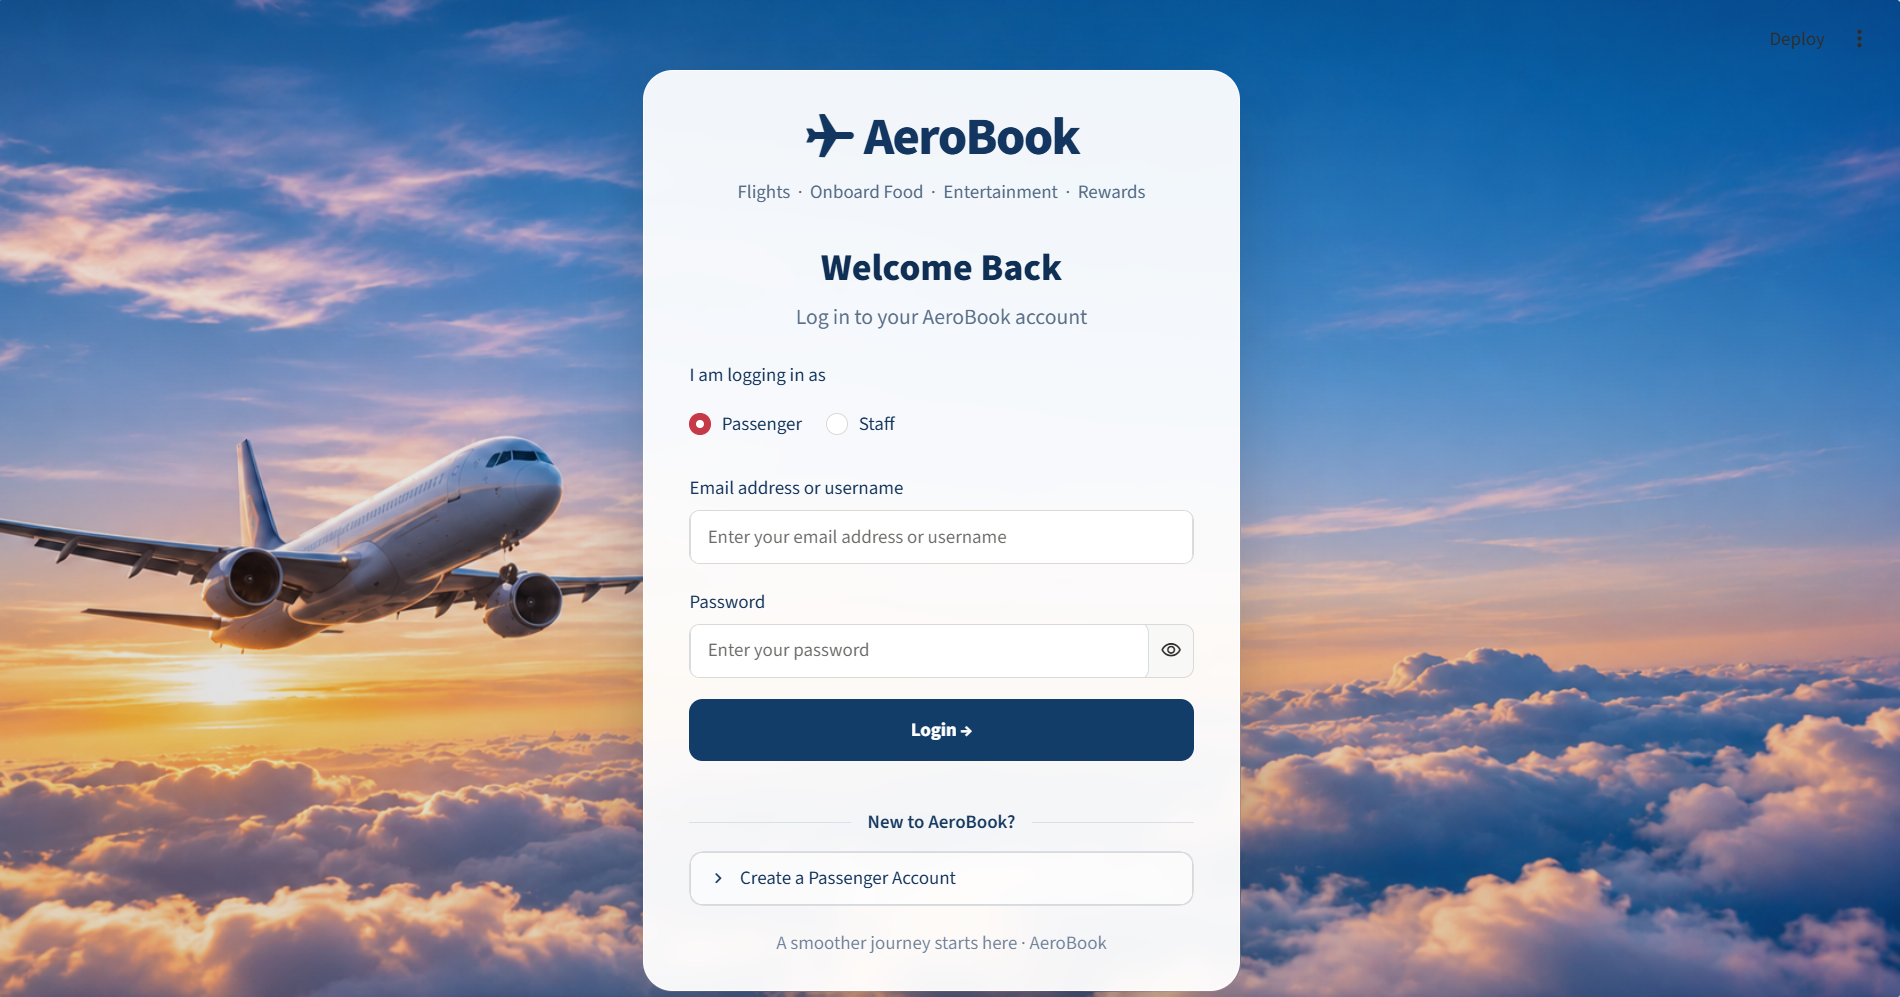 Deploy
AeroBook
Flights · Onboard Food · Entertainment · Rewards
Welcome Back
Log in to your AeroBook account
I am logging in as
Passenger Staff
Email address or username
Enter your email address or username
Password
Enter your password
Login →
New to AeroBook?
Create a Passenger Account
A smoother journey starts here · AeroBook